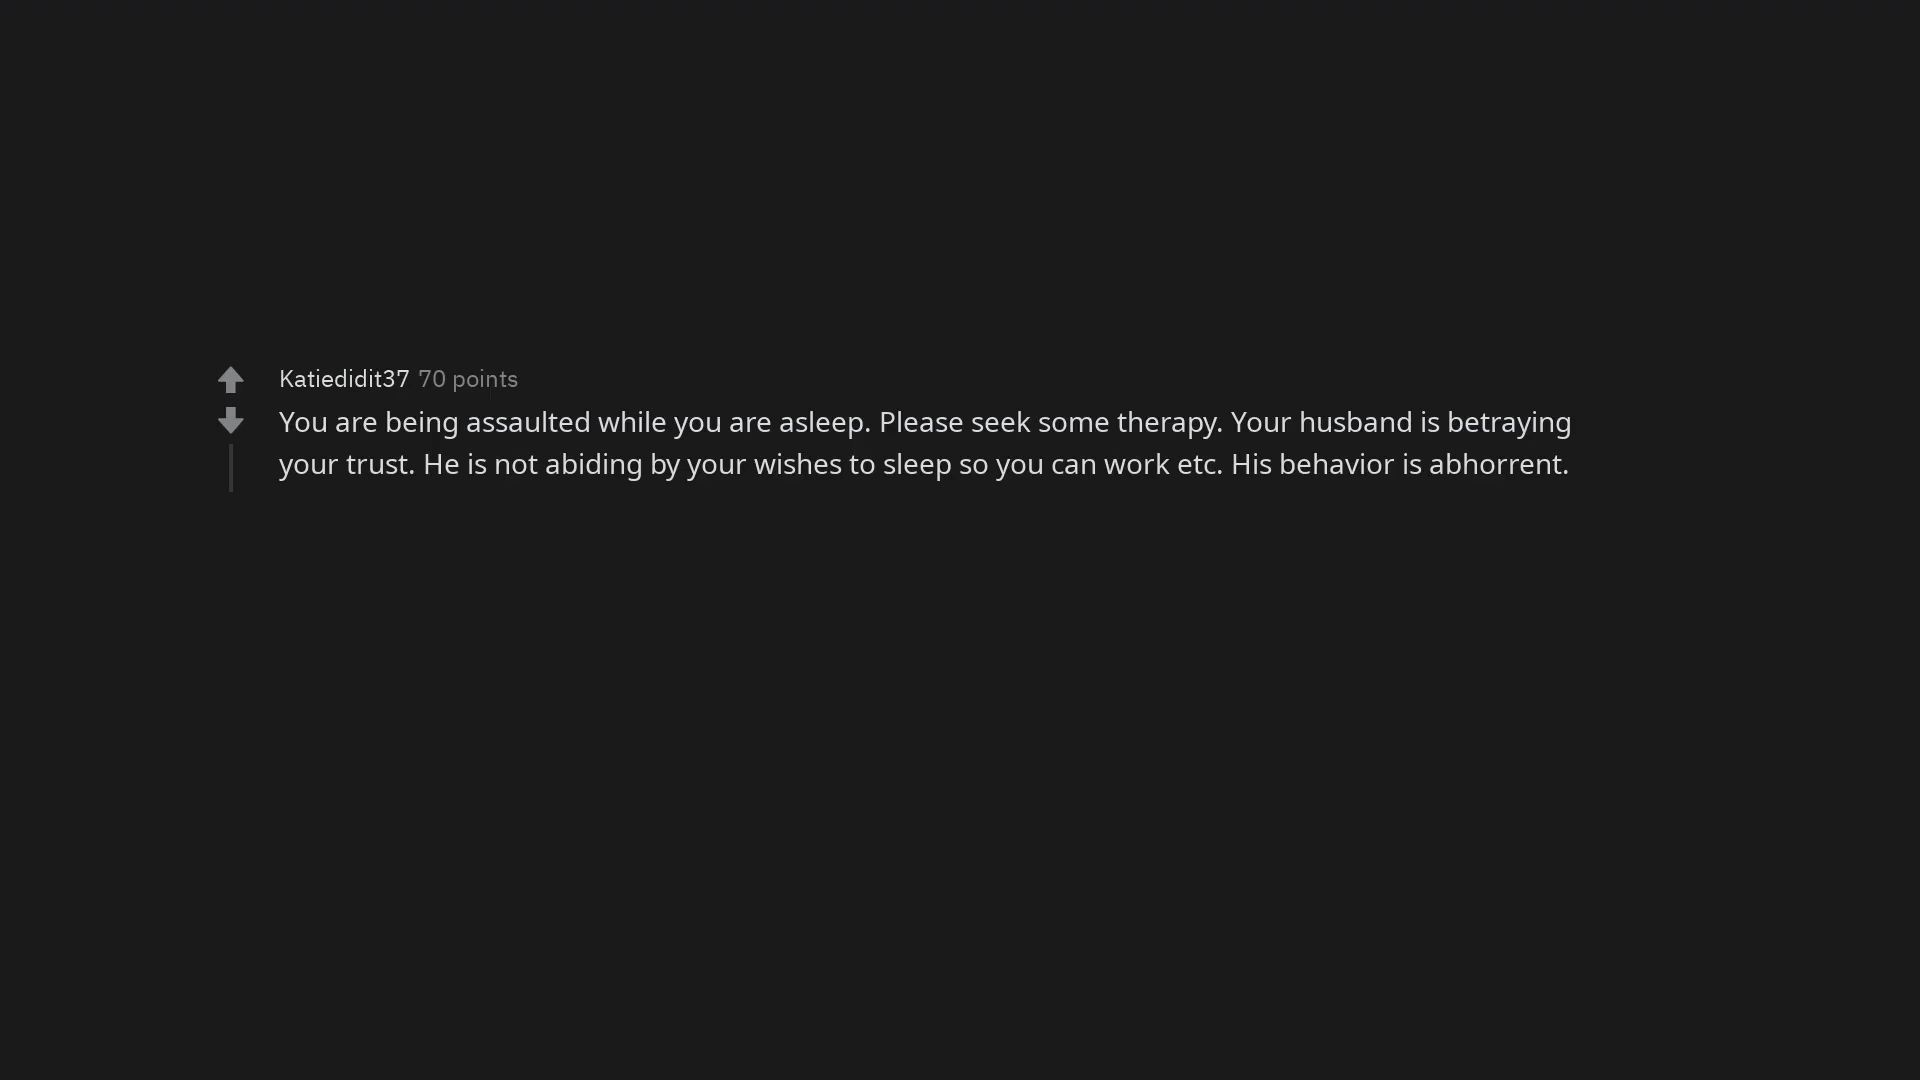 Katiedidit37 70 points
You are being assaulted while you are asleep. Please seek some therapy. Your husband is betraying
your trust. He is not abiding by your wishes to sleep so you can work etc. His behavior is abhorrent.